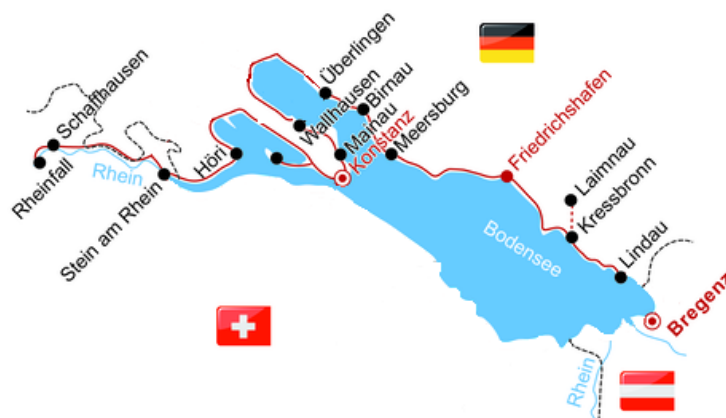 Überlingen
Wallhausen
Birnau
Mainau
Konstanz
Meersburg
Friedrichshafen
Laimnau
Kressbronn
Lindau
Bregenz
Schaffhausen
Rheinfall
Rhein
Stein am Rhein
Höri
Bodensee
Rhein